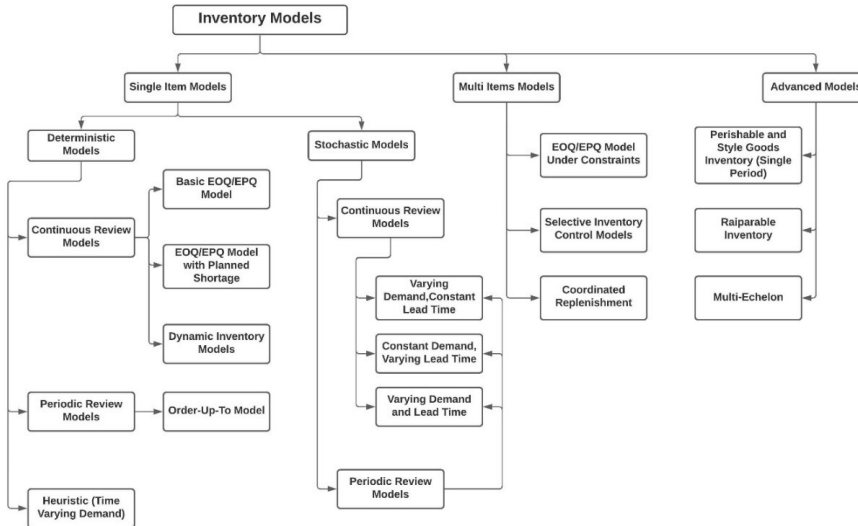 Inventory Models
Single Item Models
Multi Items Models
Advanced Models
Deterministic
Models
Stochastic Models
EOQ/EPQ Model
Under Constraints
Perishable and
Style Goods
Inventory (Single
Period)
Basic EOQ/EPQ
Model
Continuous Review
Models
Continuous Review
Models
Selective Inventory
Control Models
Raiparable
Inventory
EOQ/EPQ Model
with Planned
Shortage
Varying
Demand,Constant
Lead Time
Coordinated
Replenishment
Multi-Echelon
Dynamic Inventory
Models
Constant Demand,
Varying Lead Time
Periodic Review
Models
Order-Up-To Model
Varying Demand
and Lead Time
Heuristic (Time
Varying Demand)
Periodic Review
Models